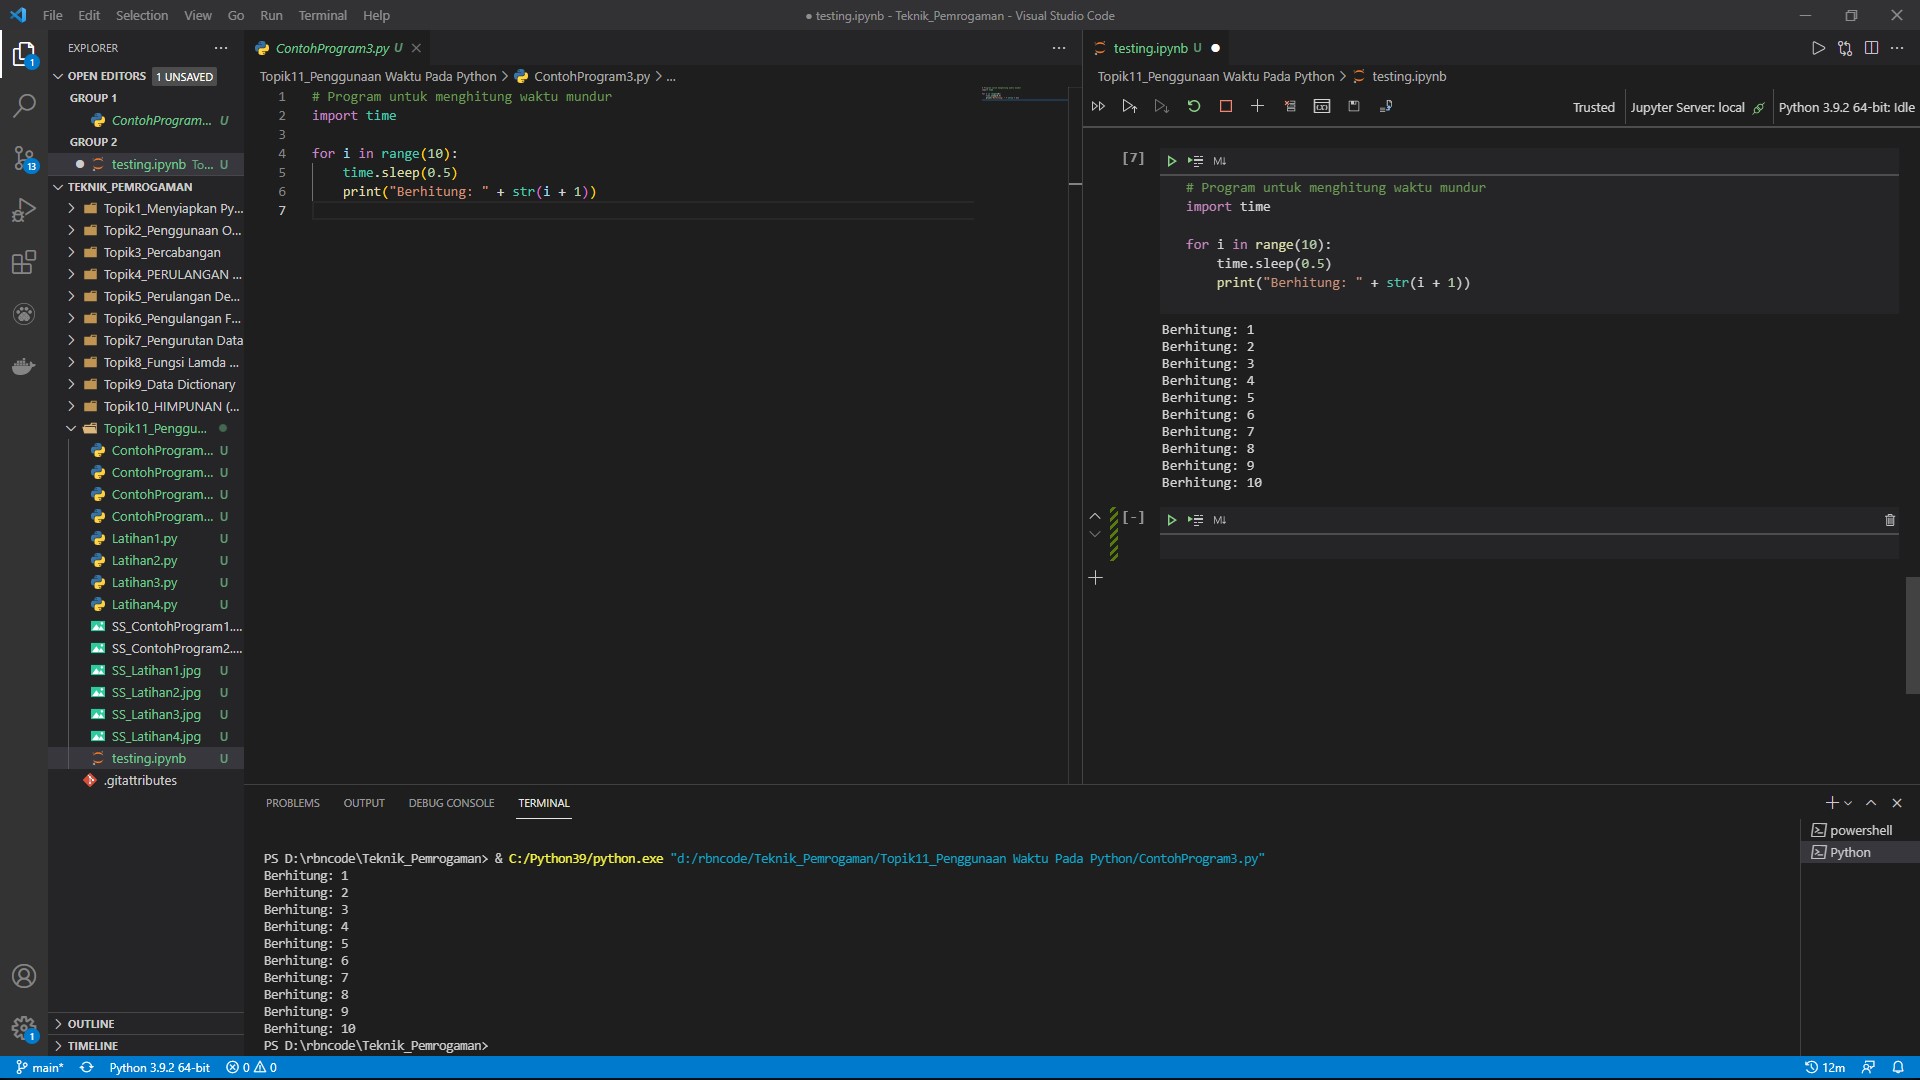 File Edit Selection View Go Run Terminal Help
● testing.ipynb - Teknik_Pemrogaman - Visual Studio Code
EXPLORER
OPEN EDITORS 1 UNSAVED
GROUP 1
ContohProgram... U
GROUP 2
testing.ipynb To... U
TEKNIK_PEMROGAMAN
Topik1_Menyiapkan Py...
Topik2_Penggunaan O...
Topik3_Percabangan
Topik4_PERULANGAN ...
Topik5_Perulangan De...
Topik6_Pengulangan F...
Topik7_Pengurutan Data
Topik8_Fungsi Lamda ...
Topik9_Data Dictionary
Topik10_HIMPUNAN (...
Topik11_Penggu...
ContohProgram... U
ContohProgram... U
ContohProgram... U
ContohProgram... U
Latihan1.py U
Latihan2.py U
Latihan3.py U
Latihan4.py U
SS_ContohProgram1....
SS_ContohProgram2....
SS_Latihan1.jpg U
SS_Latihan2.jpg U
SS_Latihan3.jpg U
SS_Latihan4.jpg U
testing.ipynb U
.gitattributes
OUTLINE
TIMELINE
1
13
1
ContohProgram3.py U
Topik11_Penggunaan Waktu Pada Python > ContohProgram3.py > ...
1 # Program untuk menghitung waktu mundur
2 import time
3
4 for i in range(10):
5 time.sleep(0.5)
6 print("Berhitung: " + str(i + 1))
7
testing.ipynb U
Topik11_Penggunaan Waktu Pada Python > testing.ipynb
Trusted Jupyter Server: local Python 3.9.2 64-bit: Idle
[7] M↓
# Program untuk menghitung waktu mundur
import time
for i in range(10):
time.sleep(0.5)
print("Berhitung: " + str(i + 1))
Berhitung: 1
Berhitung: 2
Berhitung: 3
Berhitung: 4
Berhitung: 5
Berhitung: 6
Berhitung: 7
Berhitung: 8
Berhitung: 9
Berhitung: 10
[-] M↓
PROBLEMS OUTPUT DEBUG CONSOLE TERMINAL
PS D:\rbncode\Teknik_Pemrogaman> & C:/Python39/python.exe "d:/rbncode/Teknik_Pemrogaman/Topik11_Penggunaan Waktu Pada Python/ContohProgram3.py"
Berhitung: 1
Berhitung: 2
Berhitung: 3
Berhitung: 4
Berhitung: 5
Berhitung: 6
Berhitung: 7
Berhitung: 8
Berhitung: 9
Berhitung: 10
PS D:\rbncode\Teknik_Pemrogaman>
powershell
Python
main* Python 3.9.2 64-bit 0 0 12m